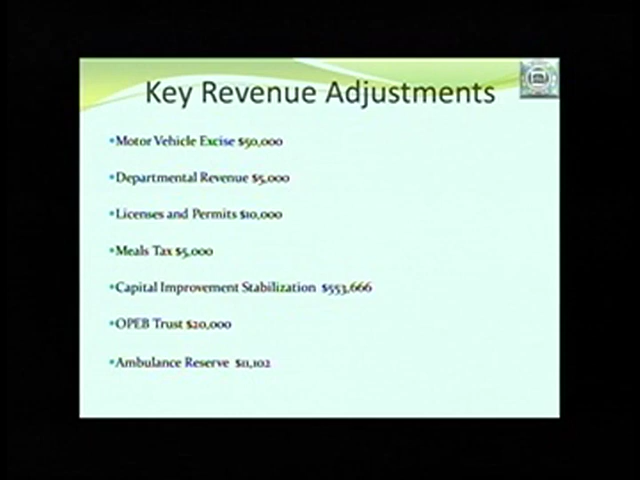 Key Revenue Adjustments
•Motor Vehicle Excise $50,000
•Departmental Revenue $5,000
•Licenses and Permits $10,000
•Meals Tax $5,000
•Capital Improvement Stabilization $553,666
•OPEB Trust $20,000
•Ambulance Reserve $11,102